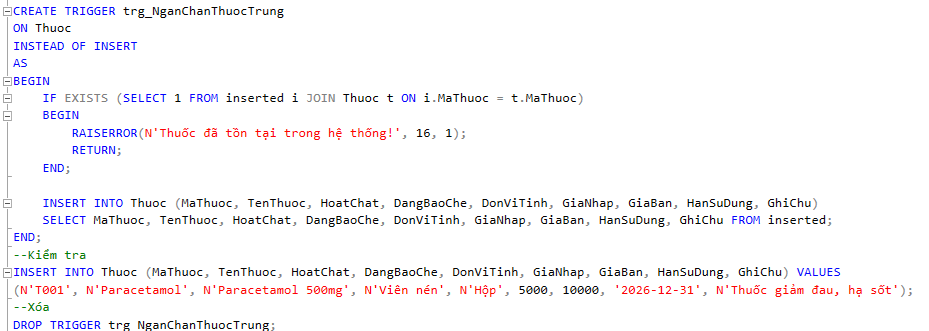 CREATE TRIGGER trg_NganChanThuocTrung
ON Thuoc
INSTEAD OF INSERT
AS
BEGIN
    IF EXISTS (SELECT 1 FROM inserted i JOIN Thuoc t ON i.MaThuoc = t.MaThuoc)
    BEGIN
        RAISERROR(N'Thuốc đã tồn tại trong hệ thống!', 16, 1);
        RETURN;
    END;
    INSERT INTO Thuoc (MaThuoc, TenThuoc, HoatChat, DangBaoChe, DonViTinh, GiaNhap, GiaBan, HanSuDung, GhiChu)
    SELECT MaThuoc, TenThuoc, HoatChat, DangBaoChe, DonViTinh, GiaNhap, GiaBan, HanSuDung, GhiChu FROM inserted;
END;
--Kiểm tra
INSERT INTO Thuoc (MaThuoc, TenThuoc, HoatChat, DangBaoChe, DonViTinh, GiaNhap, GiaBan, HanSuDung, GhiChu) VALUES
(N'T001', N'Paracetamol', N'Paracetamol 500mg', N'Viên nén', N'Hộp', 5000, 10000, '2026-12-31', N'Thuốc giảm đau, hạ sốt');
--Xóa
DROP TRIGGER trg_NganChanThuocTrung;